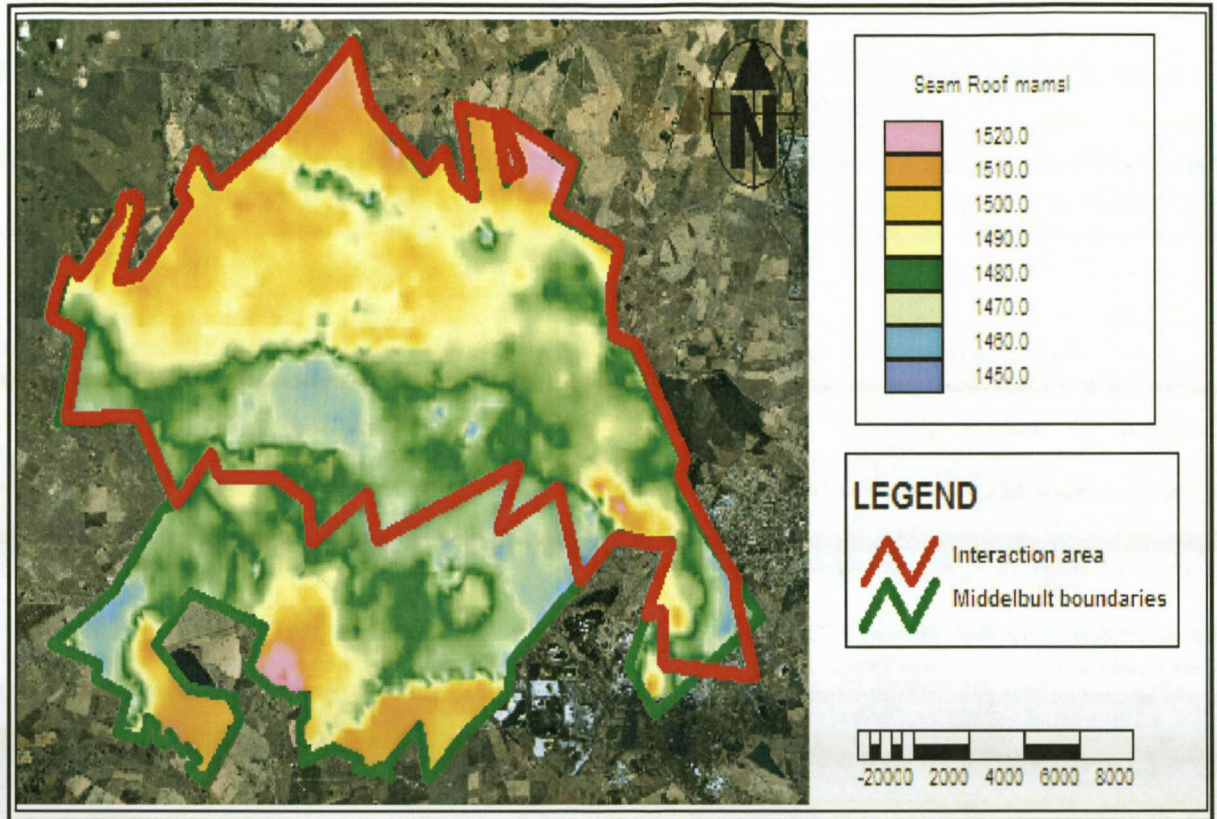 N
Seam Roof mamsl
1520.0
1510.0
1500.0
1490.0
1480.0
1470.0
1460.0
1450.0
LEGEND
Interaction area
Middelbult boundaries
-20000 2000 4000 6000 8000